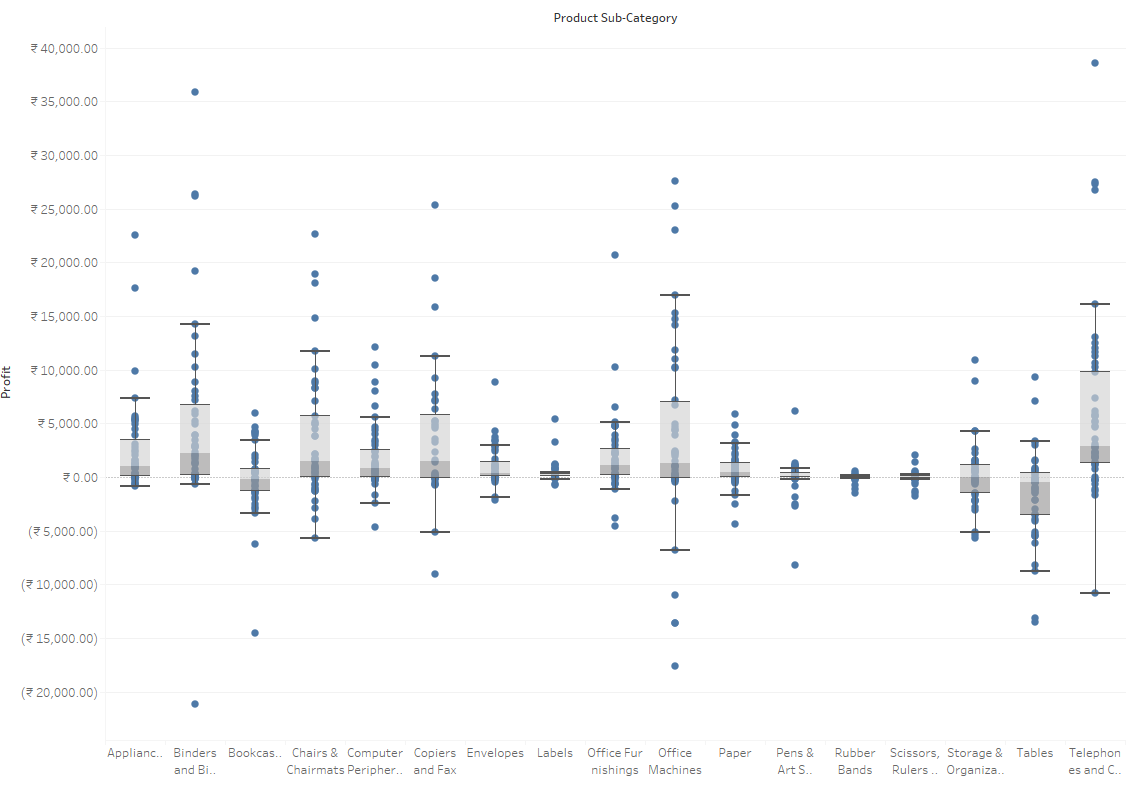 Product Sub-Category
₹ 40,000.00
₹ 35,000.00
₹ 30,000.00
₹ 25,000.00
₹ 20,000.00
₹ 15,000.00
₹ 10,000.00
₹ 5,000.00
₹ 0.00
(₹ 5,000.00)
(₹ 10,000.00)
(₹ 15,000.00)
(₹ 20,000.00)
Profit
Applianc..
Binders
and Bi..
Bookcas..
Chairs &
Chairmats
Computer
Peripher..
Copiers
and Fax
Envelopes
Labels
Office Fur
nishings
Office
Machines
Paper
Pens &
Art S..
Rubber
Bands
Scissors,
Rulers ..
Storage &
Organiza..
Tables
Telephon
es and C..